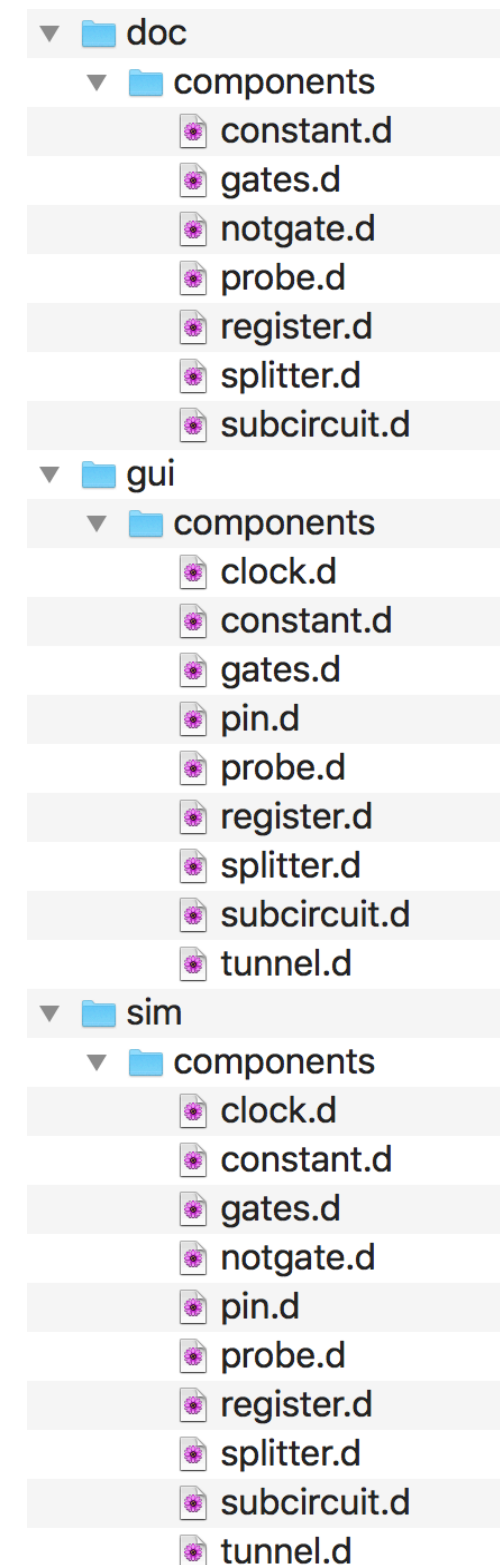 doc
components
constant.d
gates.d
notgate.d
probe.d
register.d
splitter.d
subcircuit.d
gui
components
clock.d
constant.d
gates.d
pin.d
probe.d
register.d
splitter.d
subcircuit.d
tunnel.d
sim
components
clock.d
constant.d
gates.d
notgate.d
pin.d
probe.d
register.d
splitter.d
subcircuit.d
tunnel.d